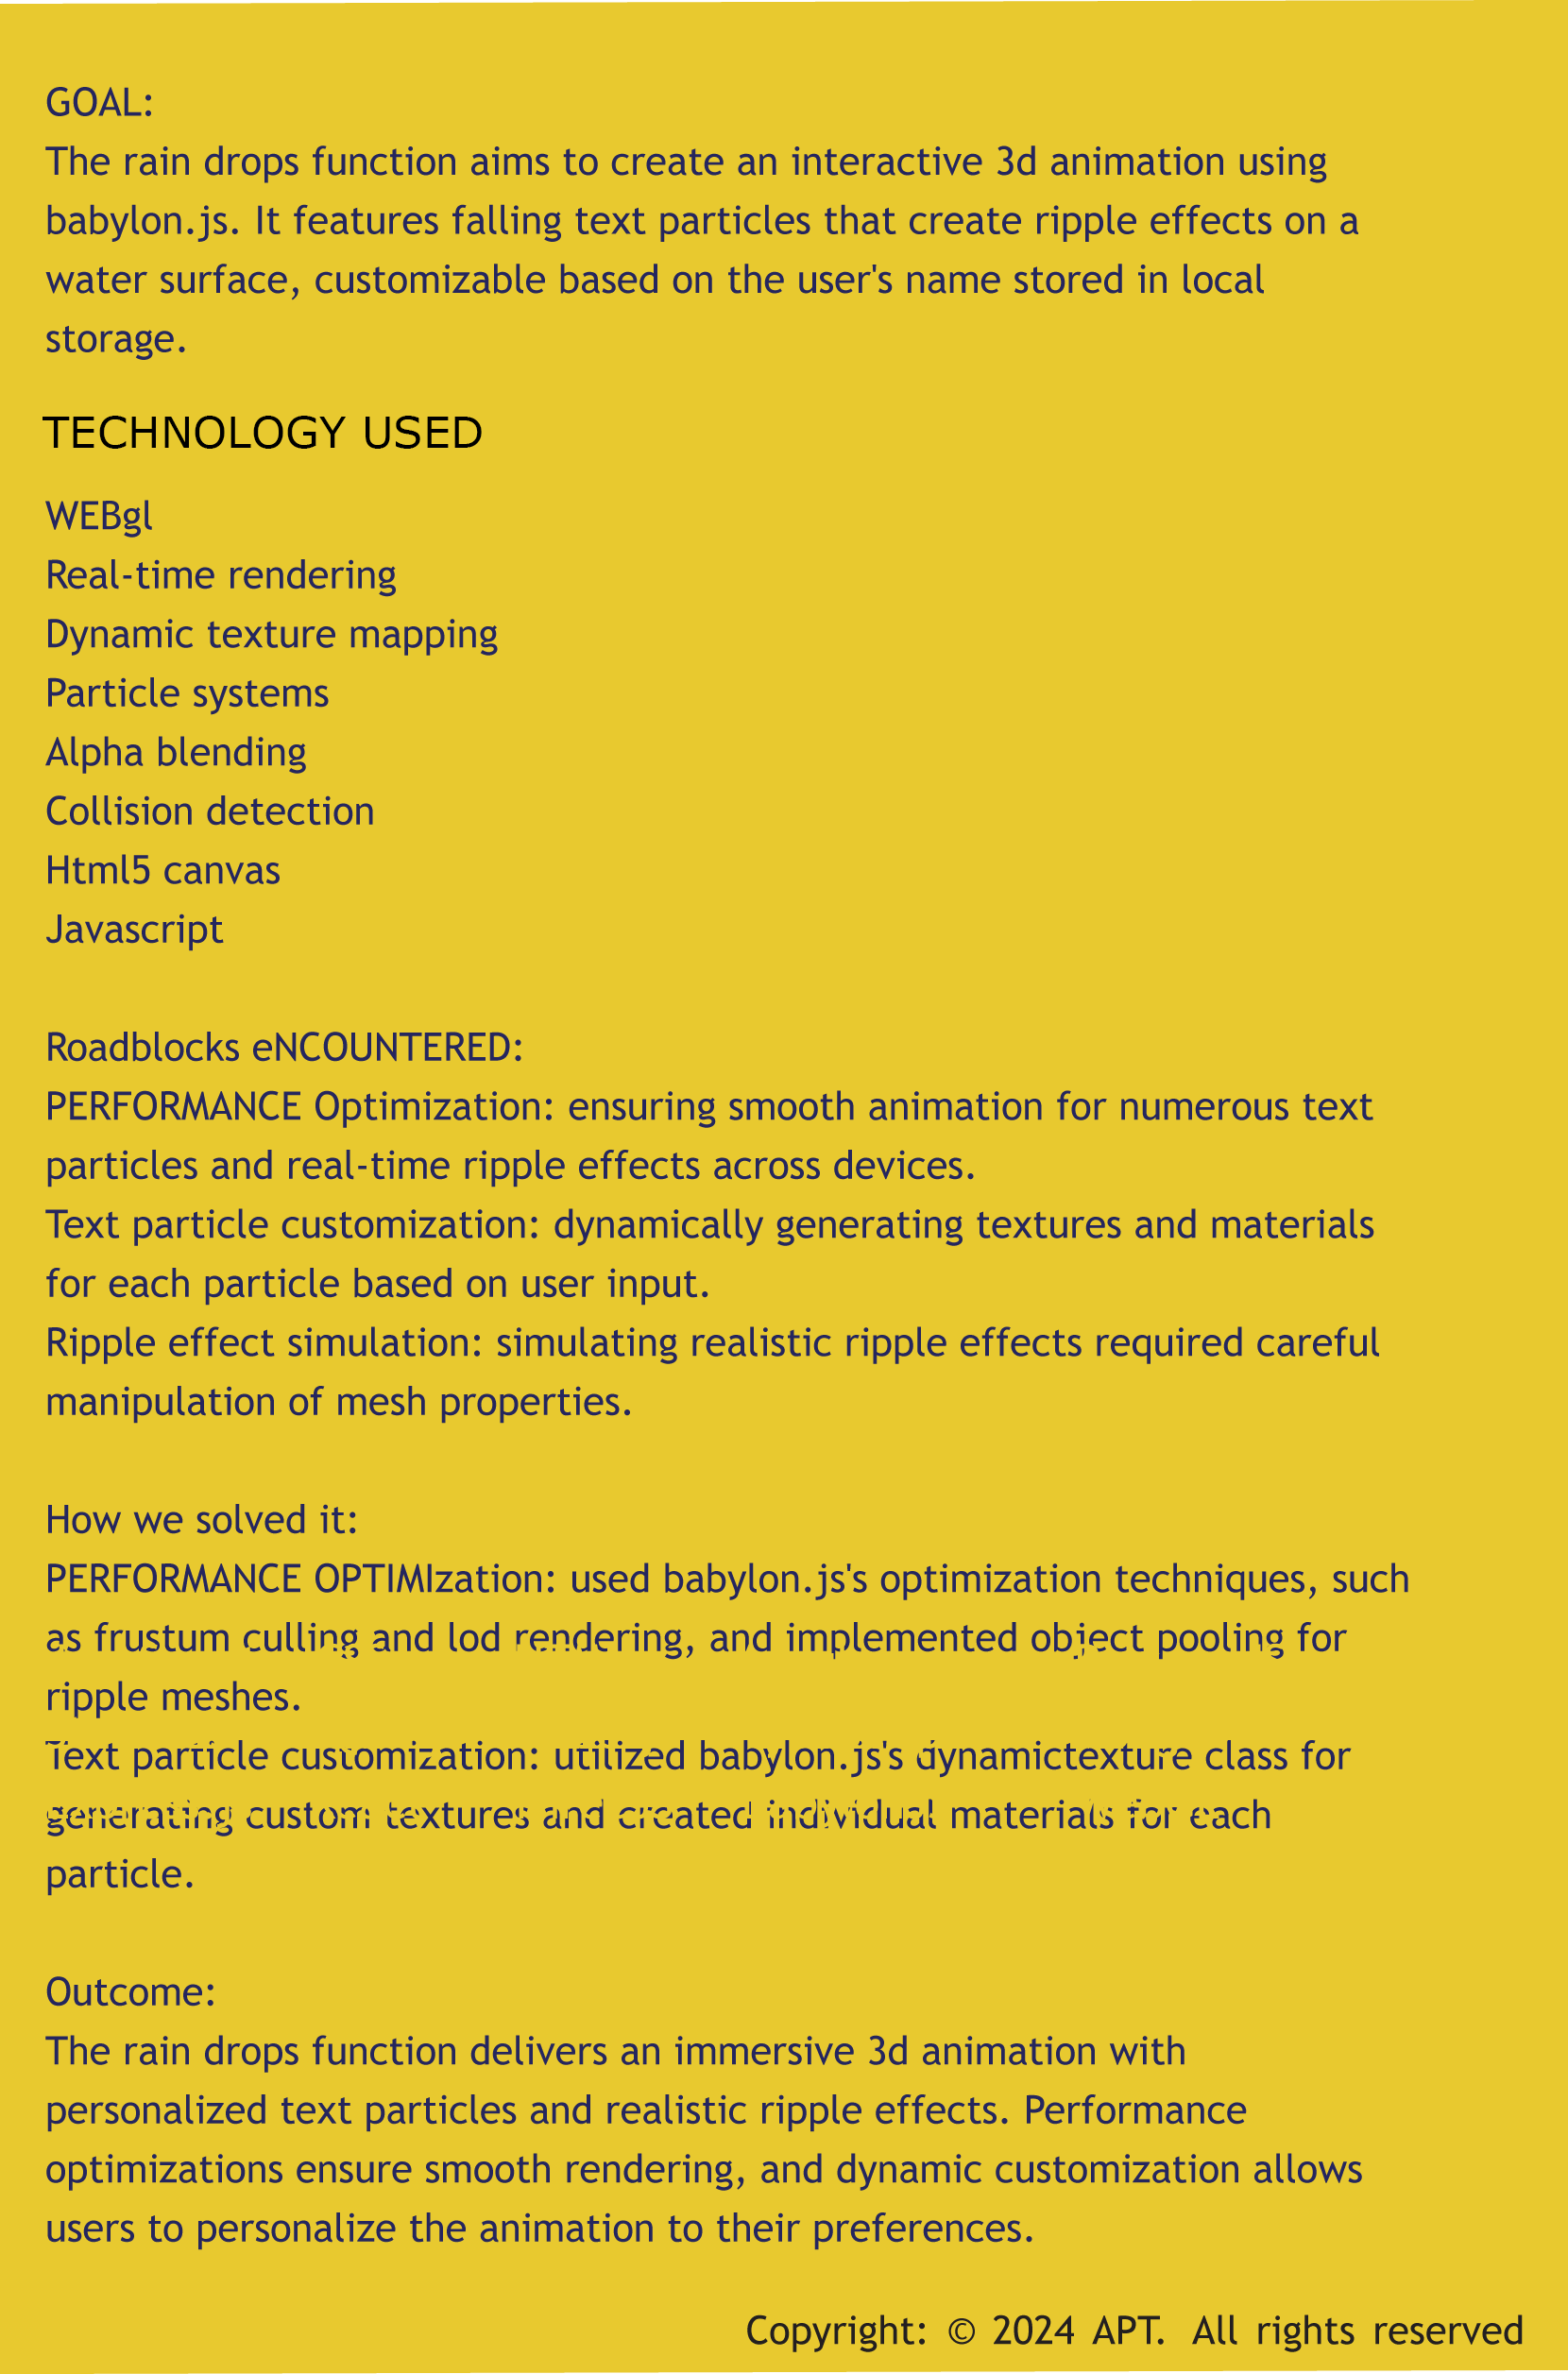 GOAL:
The rain drops function aims to create an interactive 3d animation using
babylon.js. It features falling text particles that create ripple effects on a
water surface, customizable based on the user's name stored in local
storage.
TECHNOLOGY USED
WEBgl
Real-time rendering
Dynamic texture mapping
Particle systems
Alpha blending
Collision detection
Html5 canvas
Javascript
Roadblocks eNCOUNTERED:
PERFORMANCE Optimization: ensuring smooth animation for numerous text
particles and real-time ripple effects across devices.
Text particle customization: dynamically generating textures and materials
for each particle based on user input.
Ripple effect simulation: simulating realistic ripple effects required careful
manipulation of mesh properties.
How we solved it:
PERFORMANCE OPTIMIzation: used babylon.js's optimization techniques, such
as frustum culling and lod rendering, and implemented object pooling for
ripple meshes.
Text particle customization: utilized babylon.js's dynamictexture class for
generating custom textures and created individual materials for each
particle.
Outcome:
The rain drops function delivers an immersive 3d animation with
personalized text particles and realistic ripple effects. Performance
optimizations ensure smooth rendering, and dynamic customization allows
users to personalize the animation to their preferences.
Copyright: © 2024 APT. All rights reserved